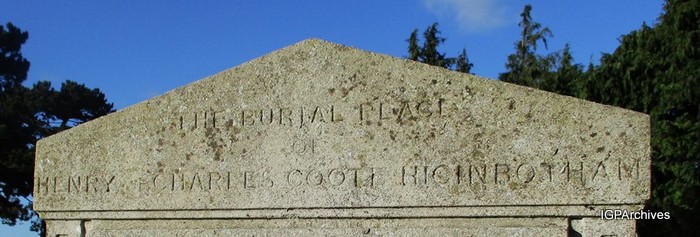 THE BURIAL PLACE
OF
HENRY & CHARLES COOTE HIGINBOTHAM
IGPArchives